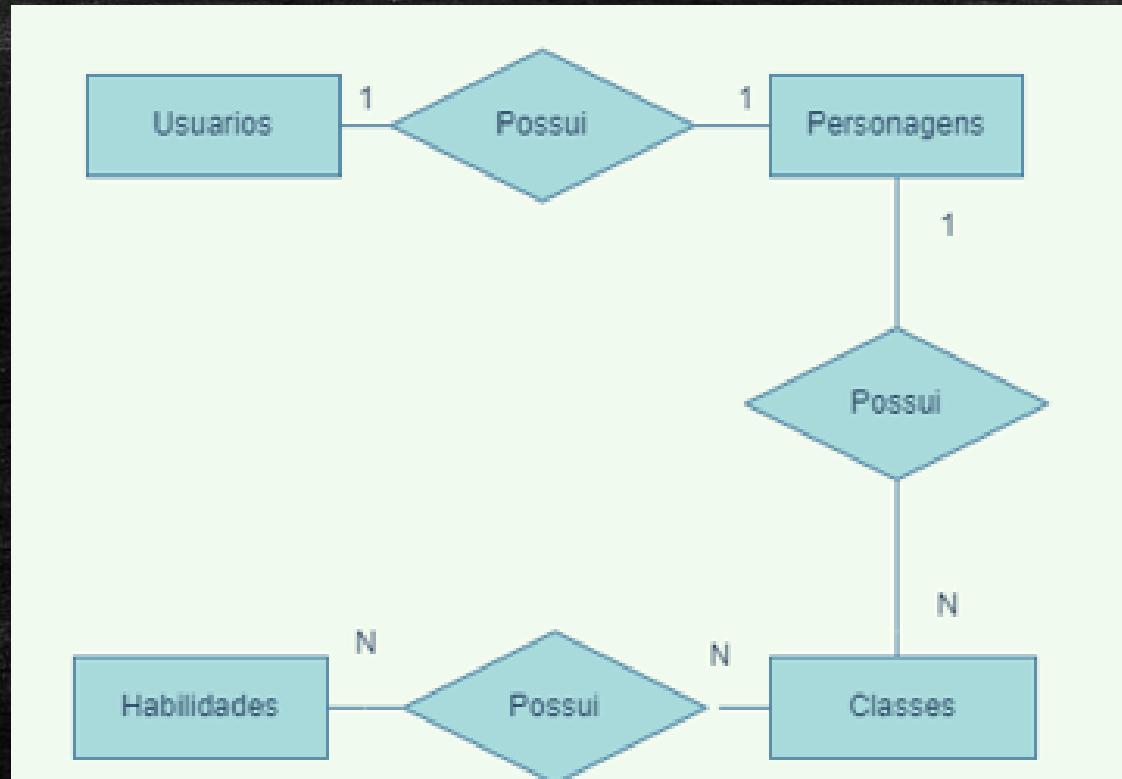 Usuarios
1
Possui
1
Personagens
1
Possui
N
Habilidades
N
Possui
N
Classes